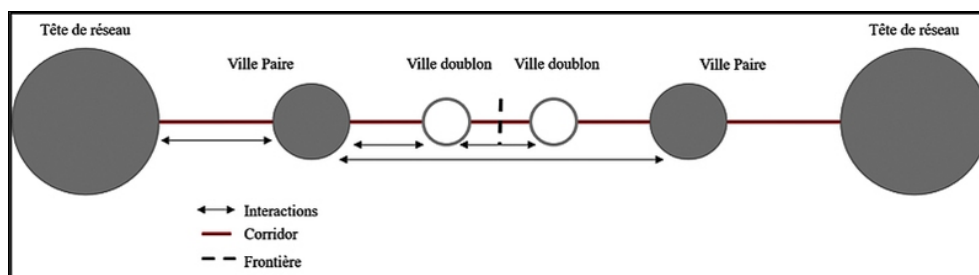 Tête de réseau
Tête de réseau
Ville Paire
Ville doublon
Ville doublon
Ville Paire
Interactions
Corridor
Frontière